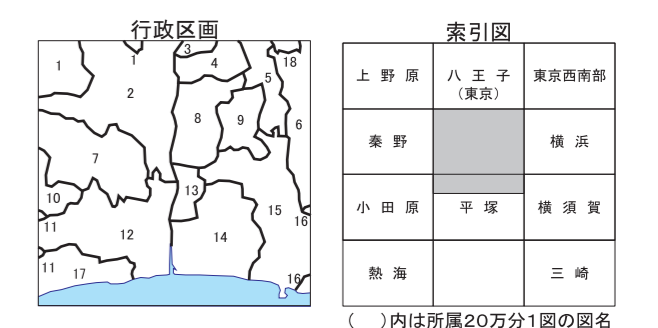 行政区画
索引図
1
1
3
4
18
5
2
8
9
6
7
10
13
11
12
14
15
16
11
17
16
上野原
八王子
(東京)
東京西南部
秦野
横浜
小田原
平塚
横須賀
熱海
三崎
( )内は所属20万分1図の図名